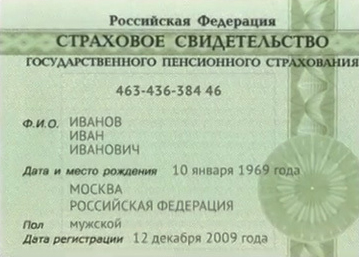 Российская Федерация
СТРАХОВОЕ СВИДЕТЕЛЬСТВО
ГОСУДАРСТВЕННОГО ПЕНСИОННОГО СТРАХОВАНИЯ
463-436-384 46
Ф.И.О. ИВАНОВ
ИВАН
ИВАНОВИЧ
Дата и место рождения 10 января 1969 года
МОСКВА
РОССИЙСКАЯ ФЕДЕРАЦИЯ
Пол мужской
Дата регистрации 12 декабря 2009 года